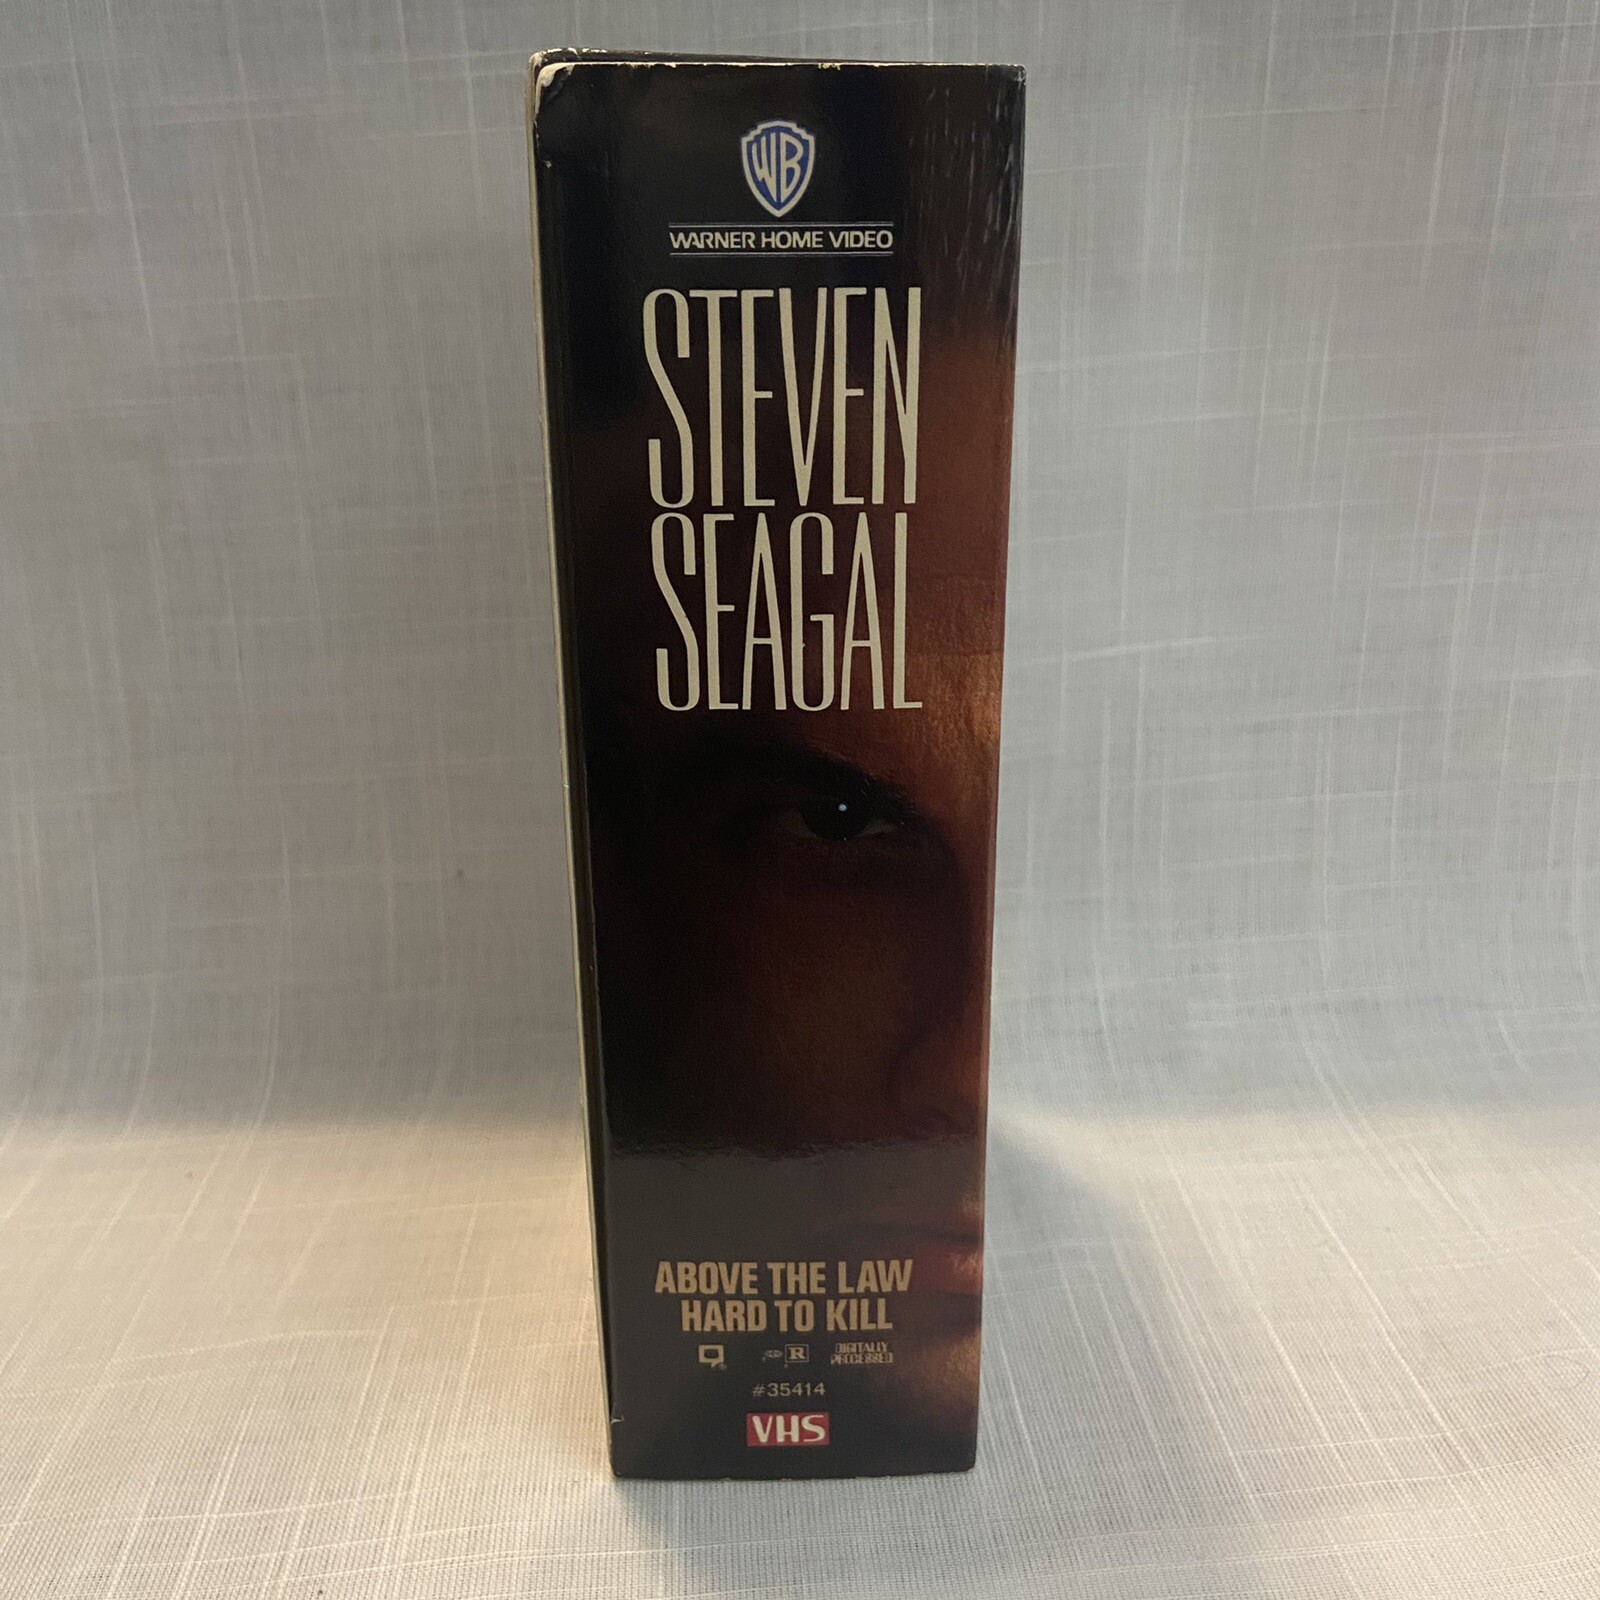 WB
WARNER HOME VIDEO
STEVEN
SEAGAL
ABOVE THE LAW
HARD TO KILL
R
DIGITALLY
PROCESSED
#35414
VHS